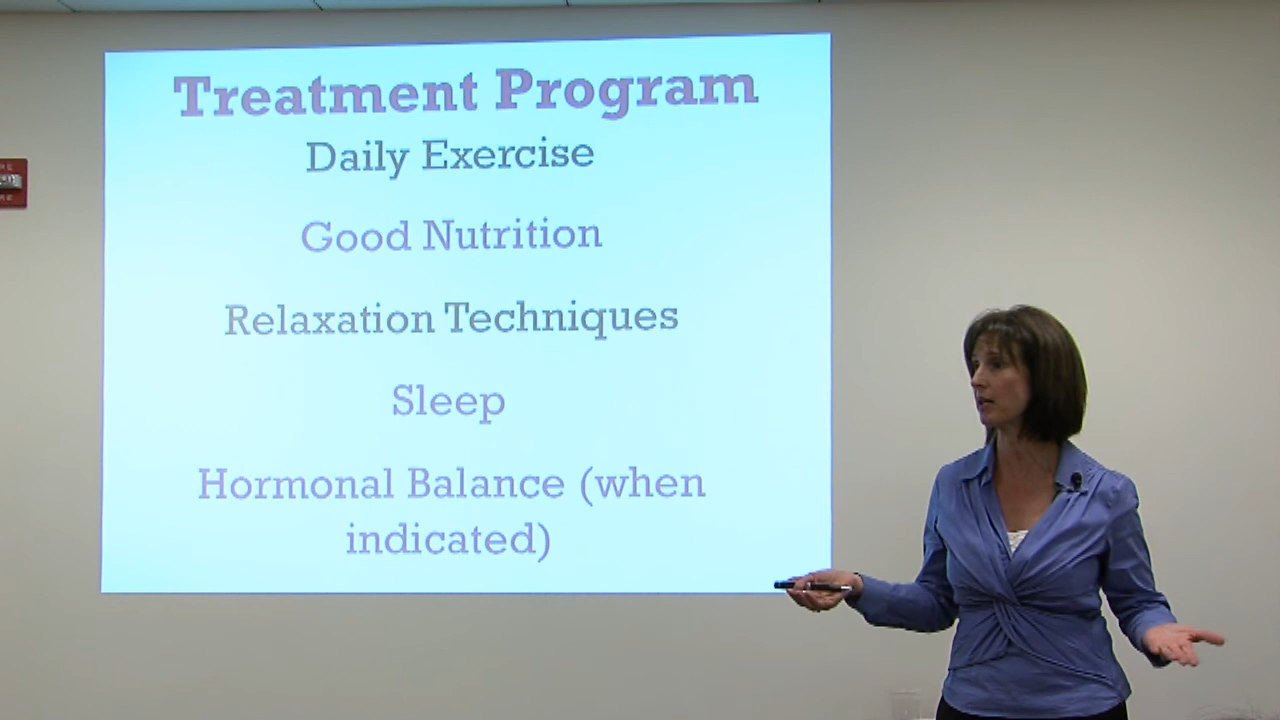 Treatment Program
Daily Exercise
Good Nutrition
Relaxation Techniques
Sleep
Hormonal Balance (when
indicated)